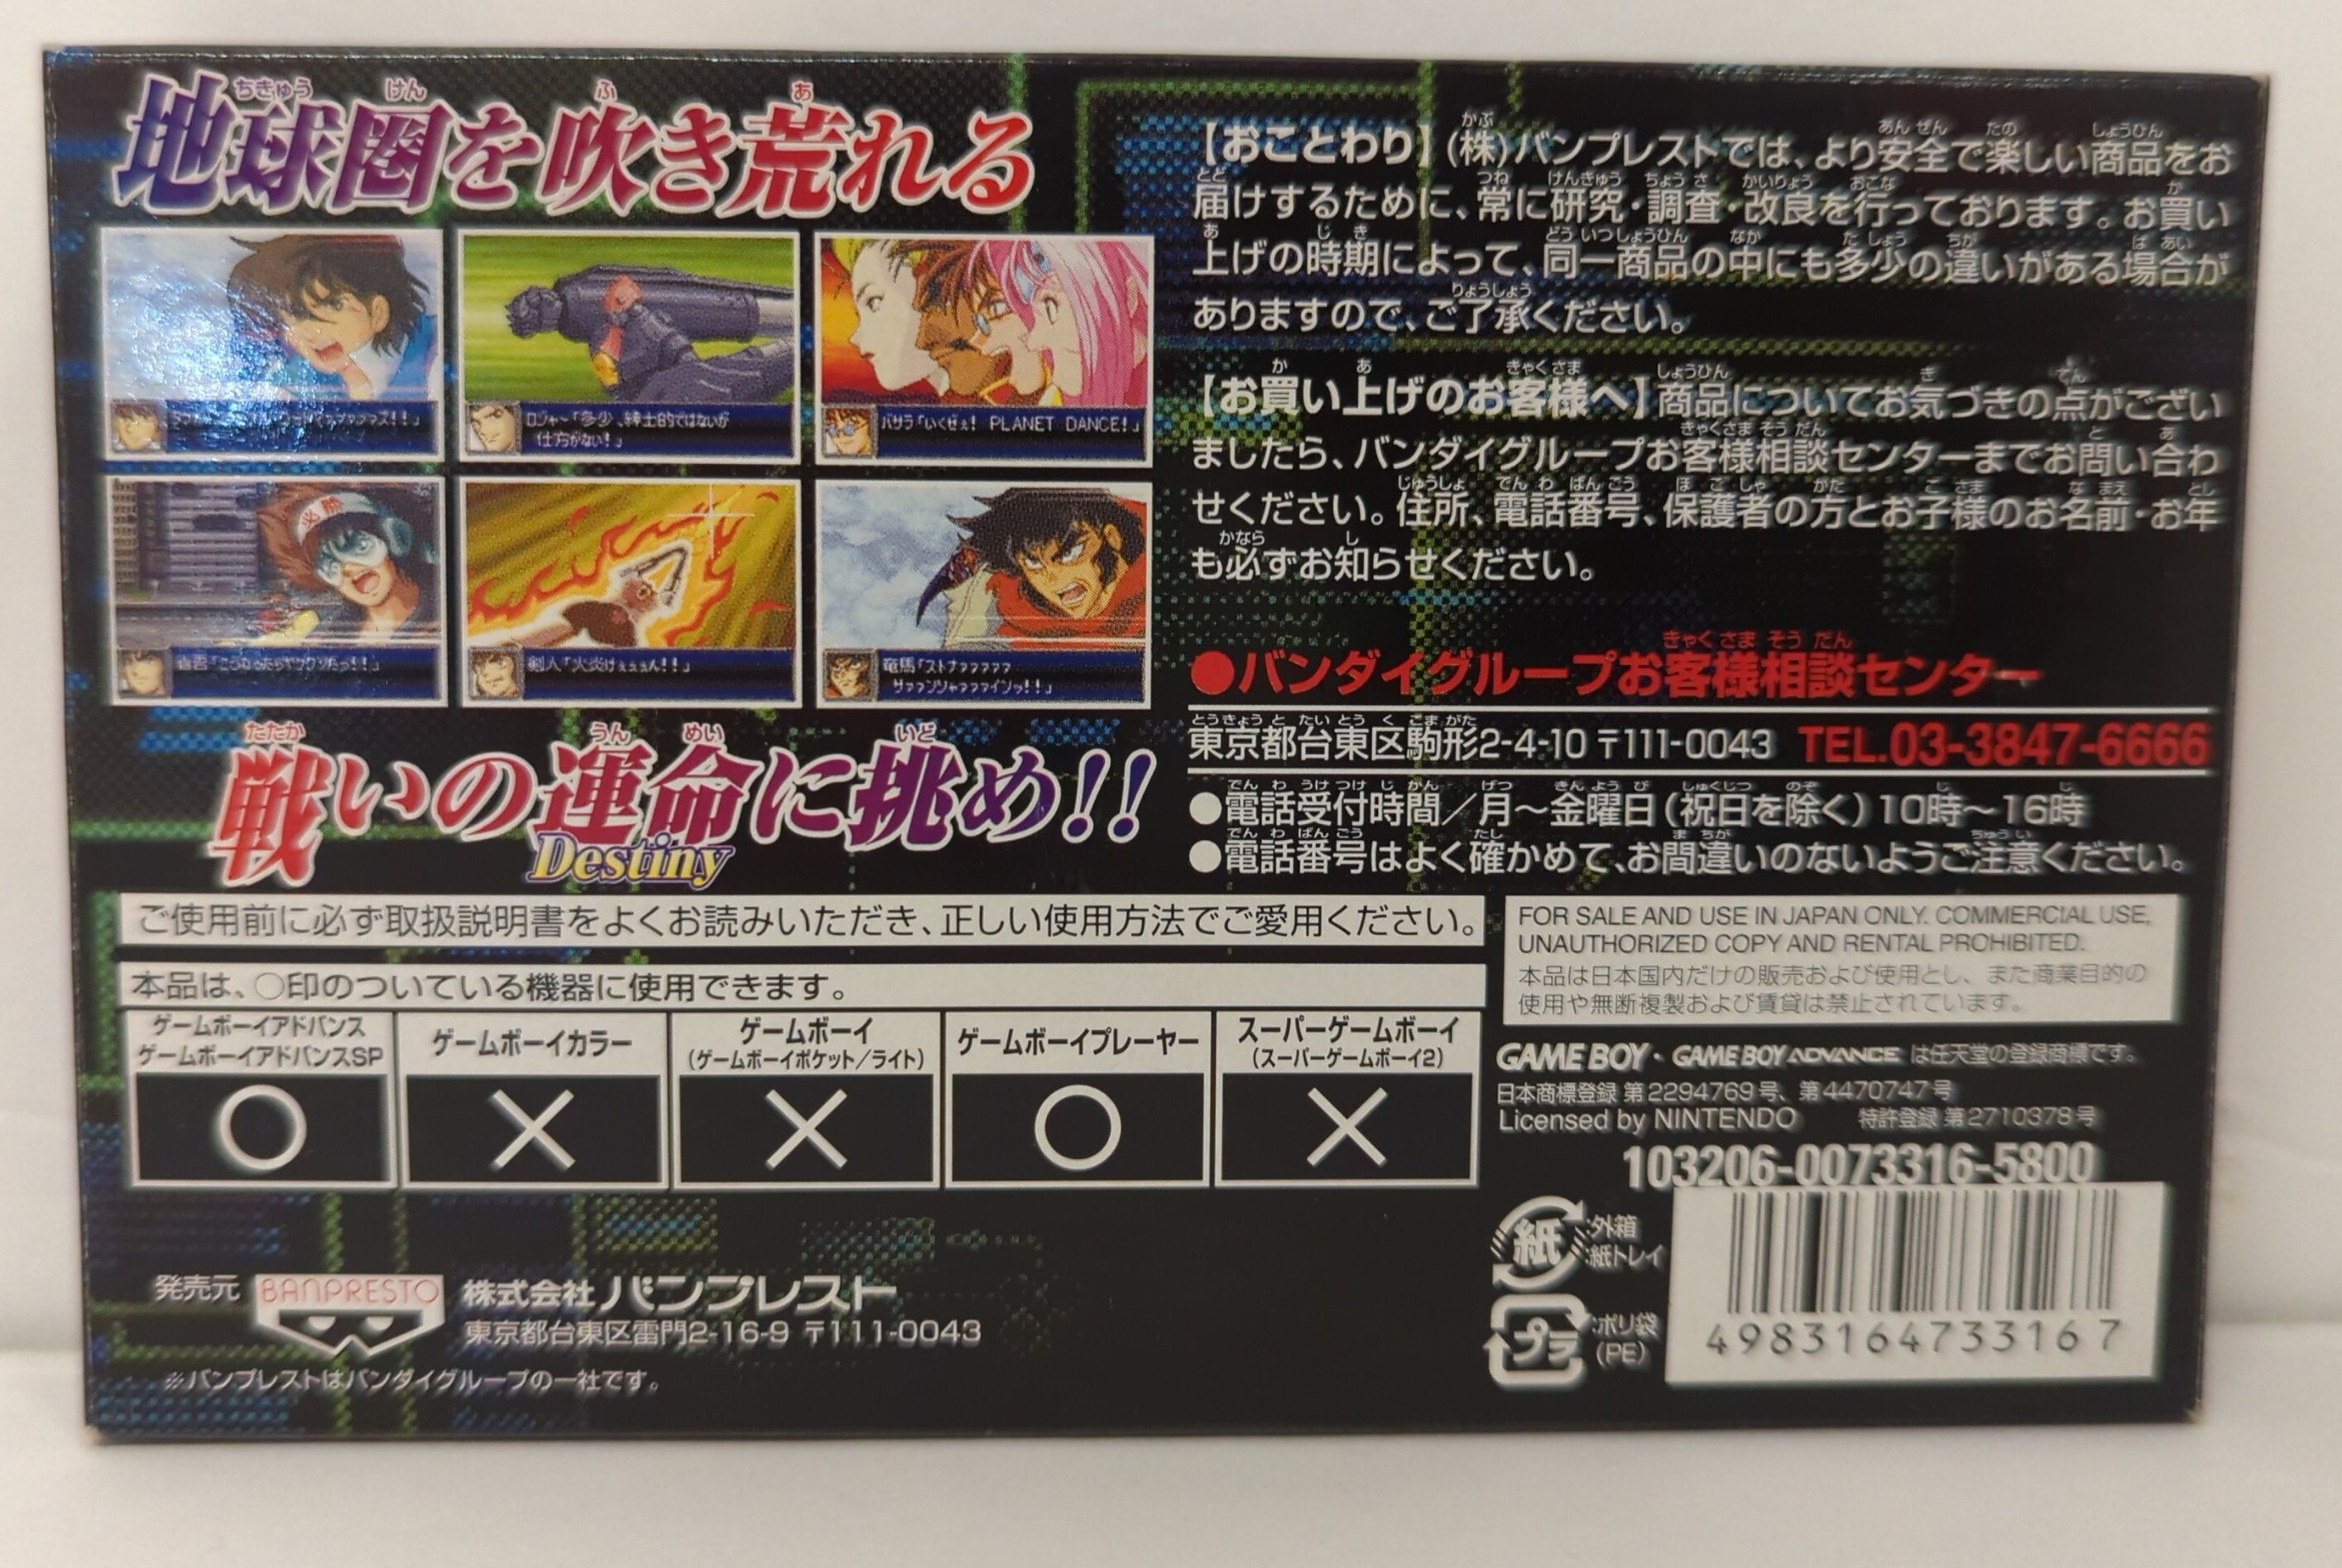 地球圏を吹き荒れる
ちきゅう けん ふ あ
ロジャー「多少、紳士的ではないが
仕方がない!」
バサラ「いくぜぇ! PLANET DANCE!」
必勝
剣人「火炎けぇぇぇん!!」
竜馬「ストナァァァァァ
サァァンシャァァァインッ!!」
戦いの運命に挑め!!
たたか うん めい いど
Destiny
【おことわり】(株)バンプレストでは、より安全で楽しい商品をお
届けするために、常に研究・調査・改良を行っております。お買い
上げの時期によって、同一商品の中にも多少の違いがある場合が
ありますので、ご了承ください。
【お買い上げのお客様へ】商品についてお気づきの点がござい
ましたら、バンダイグループお客様相談センターまでお問い合わ
せください。住所、電話番号、保護者の方とお子様のお名前・お年
も必ずお知らせください。
●バンダイグループお客様相談センター
東京都台東区駒形2-4-10 〒111-0043 TEL.03-3847-6666
●電話受付時間/月〜金曜日(祝日を除く)10時〜16時
●電話番号はよく確かめて、お間違いのないようご注意ください。
ご使用前に必ず取扱説明書をよくお読みいただき、正しい使用方法でご愛用ください。
本品は、○印のついている機器に使用できます。
ゲームボーイアドバンス
ゲームボーイアドバンスSP
○
ゲームボーイカラー
×
ゲームボーイ
(ゲームボーイポケット/ライト)
×
ゲームボーイプレーヤー
○
スーパーゲームボーイ
(スーパーゲームボーイ2)
×
FOR SALE AND USE IN JAPAN ONLY. COMMERCIAL USE,
UNAUTHORIZED COPY AND RENTAL PROHIBITED.
本品は日本国内だけの販売および使用とし、また商業目的の
使用や無断複製および賃貸は禁止されています。
GAME BOY・GAME BOY ADVANCE は任天堂の登録商標です。
日本商標登録 第2294769号、第4470747号
Licensed by NINTENDO 特許登録 第2710378号
103206-0073316-5800
紙 :外箱
:紙トレイ
プラ :ポリ袋
(PE)
4983164733167
発売元 BANPRESTO 株式会社バンプレスト
東京都台東区雷門2-16-9 〒111-0043
※バンプレストはバンダイグループの一社です。